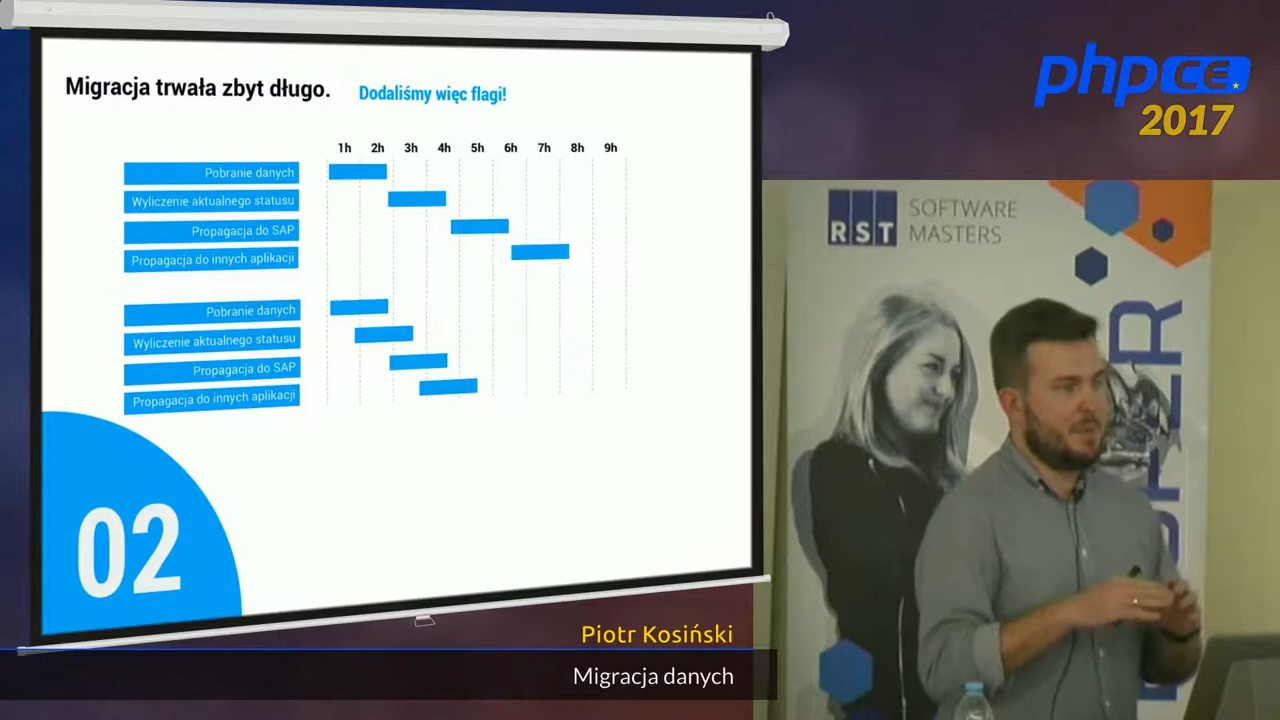 Migracja trwała zbyt długo. Dodaliśmy więc flagi!
1h 2h 3h 4h 5h 6h 7h 8h 9h
Pobranie danych
Wyliczenie aktualnego statusu
Propagacja do SAP
Propagacja do innych aplikacji
Pobranie danych
Wyliczenie aktualnego statusu
Propagacja do SAP
Propagacja do innych aplikacji
02
Piotr Kosiński
Migracja danych
phpCE
2017
RST SOFTWARE
MASTERS